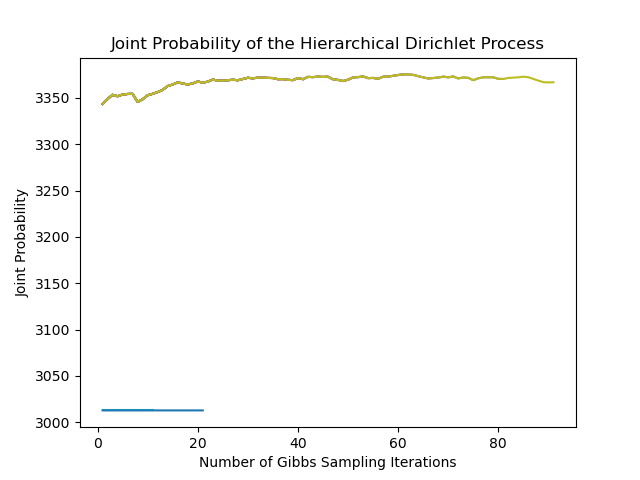 Joint Probability of the Hierarchical Dirichlet Process
3350
3300
3250
3200
3150
3100
3050
3000
Joint Probability
0 20 40 60 80
Number of Gibbs Sampling Iterations